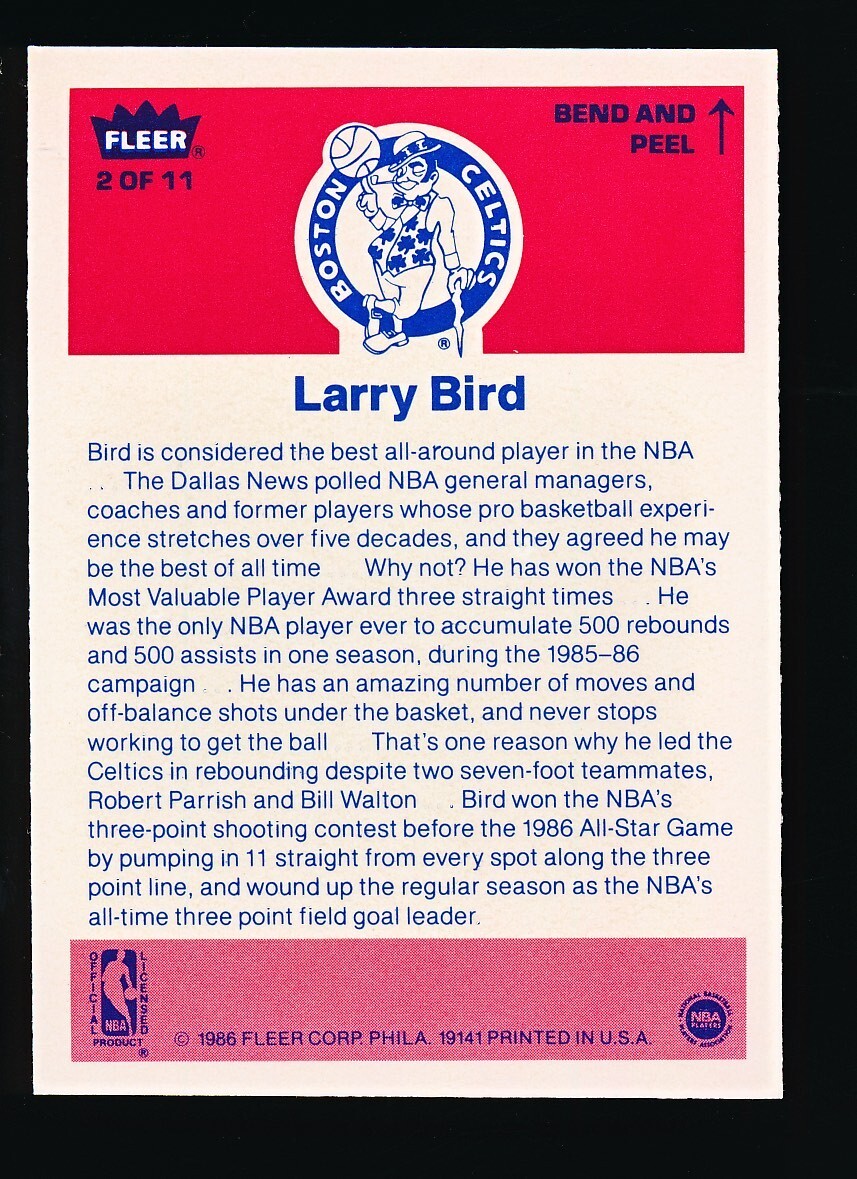 FLEER®
2 OF 11
BEND AND
PEEL
BOSTON CELTICS
®
Larry Bird
Bird is considered the best all-around player in the NBA
. . The Dallas News polled NBA general managers,
coaches and former players whose pro basketball experi-
ence stretches over five decades, and they agreed he may
be the best of all time Why not? He has won the NBA's
Most Valuable Player Award three straight times . He
was the only NBA player ever to accumulate 500 rebounds
and 500 assists in one season, during the 1985–86
campaign . . He has an amazing number of moves and
off-balance shots under the basket, and never stops
working to get the ball That's one reason why he led the
Celtics in rebounding despite two seven-foot teammates,
Robert Parrish and Bill Walton . Bird won the NBA's
three-point shooting contest before the 1986 All-Star Game
by pumping in 11 straight from every spot along the three
point line, and wound up the regular season as the NBA's
all-time three point field goal leader.
OFFICIAL LICENSED
NBA
PRODUCT ®
© 1986 FLEER CORP. PHILA. 19141 PRINTED IN U.S.A.
NATIONAL BASKETBALL
NBA
PLAYERS
PLAYERS ASSOCIATION